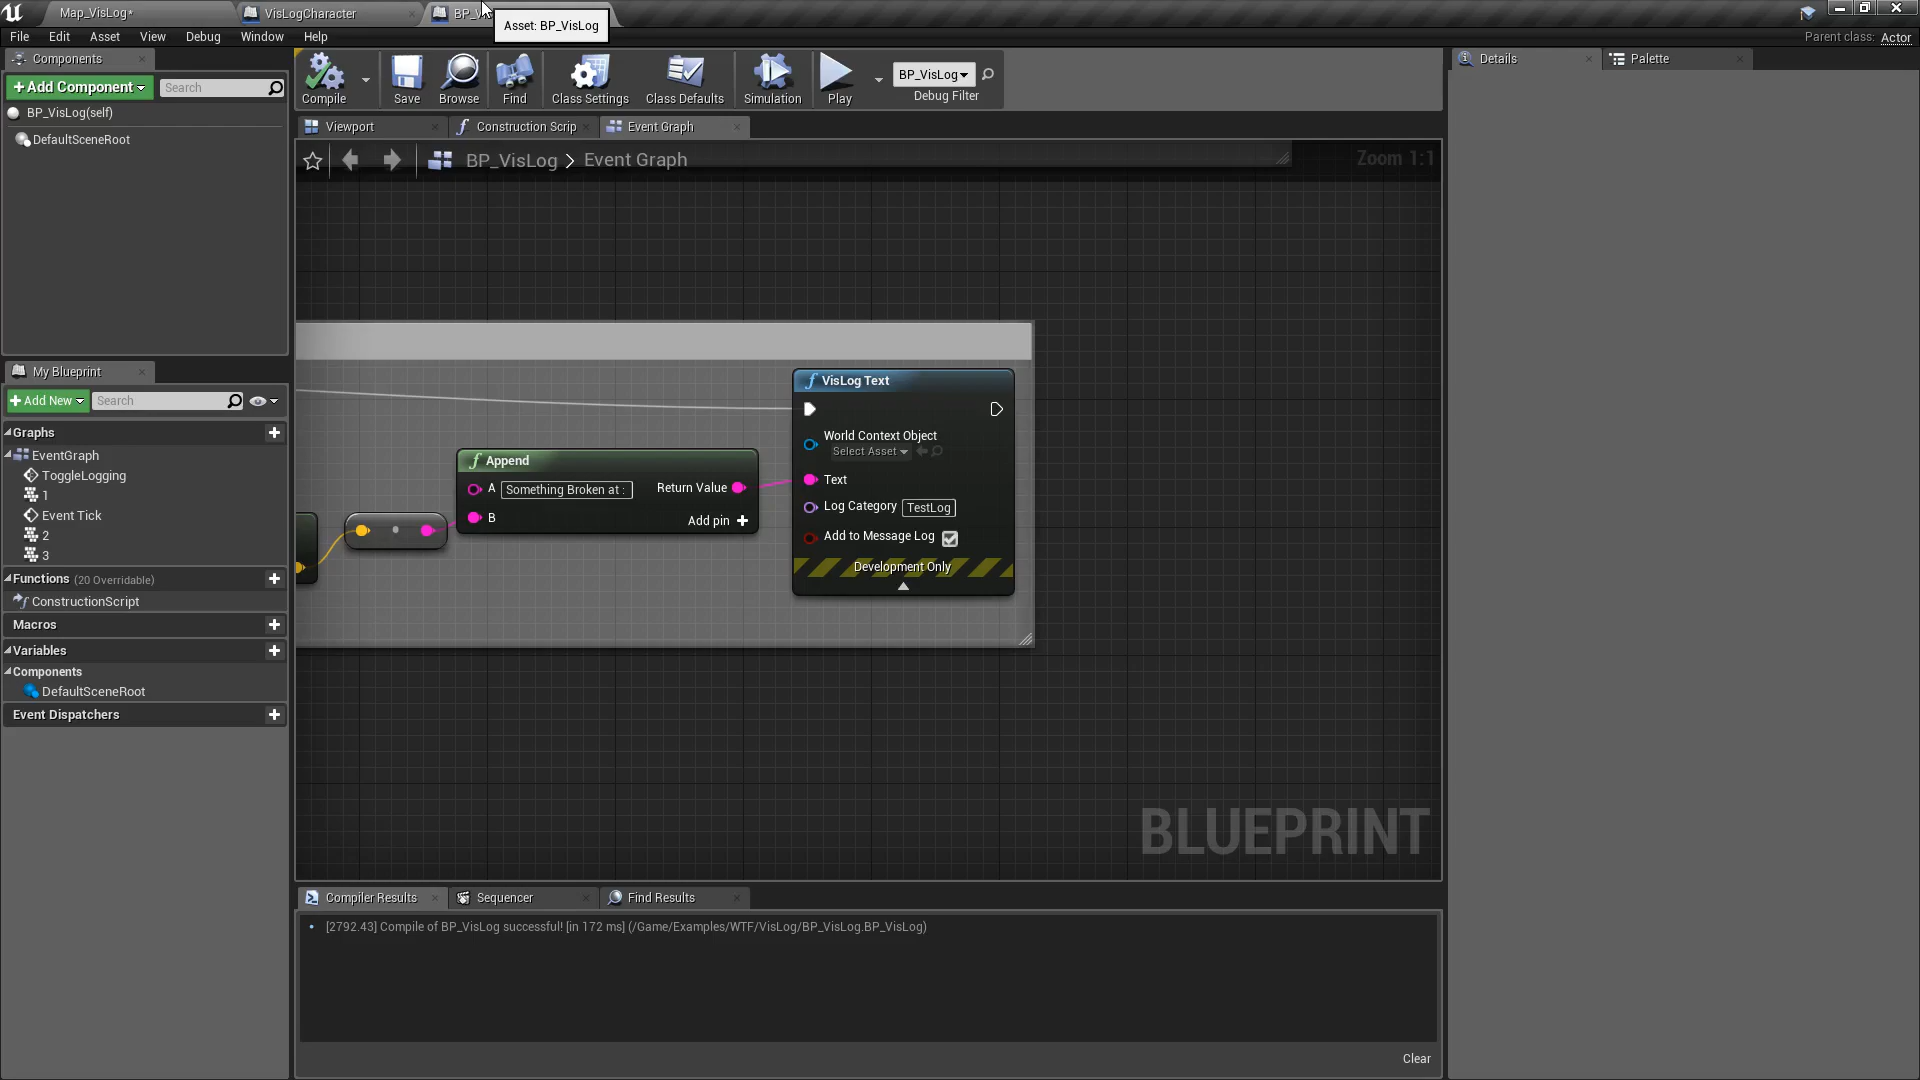 Map_VisLog*
VisLogCharacter
Asset: BP_VisLog
File Edit Asset View Debug Window Help
Parent class: Actor
Components
+Add Component
Search
BP_VisLog(self)
DefaultSceneRoot
Compile
Save
Browse
Find
Class Settings
Class Defaults
Simulation
Play
BP_VisLog
Debug Filter
Details
Palette
Viewport
Construction Scrip
Event Graph
BP_VisLog > Event Graph
Zoom 1:1
My Blueprint
+Add New
Search
Graphs
EventGraph
ToggleLogging
1
Event Tick
2
3
Functions (20 Overridable)
ConstructionScript
Macros
Variables
Components
DefaultSceneRoot
Event Dispatchers
Append
A Something Broken at :
Return Value
B
Add pin +
VisLog Text
World Context Object
Select Asset
Text
Log Category TestLog
Add to Message Log
Development Only
BLUEPRINT
Compiler Results
Sequencer
Find Results
[2792.43] Compile of BP_VisLog successful! [in 172 ms] (/Game/Examples/WTF/VisLog/BP_VisLog.BP_VisLog)
Clear